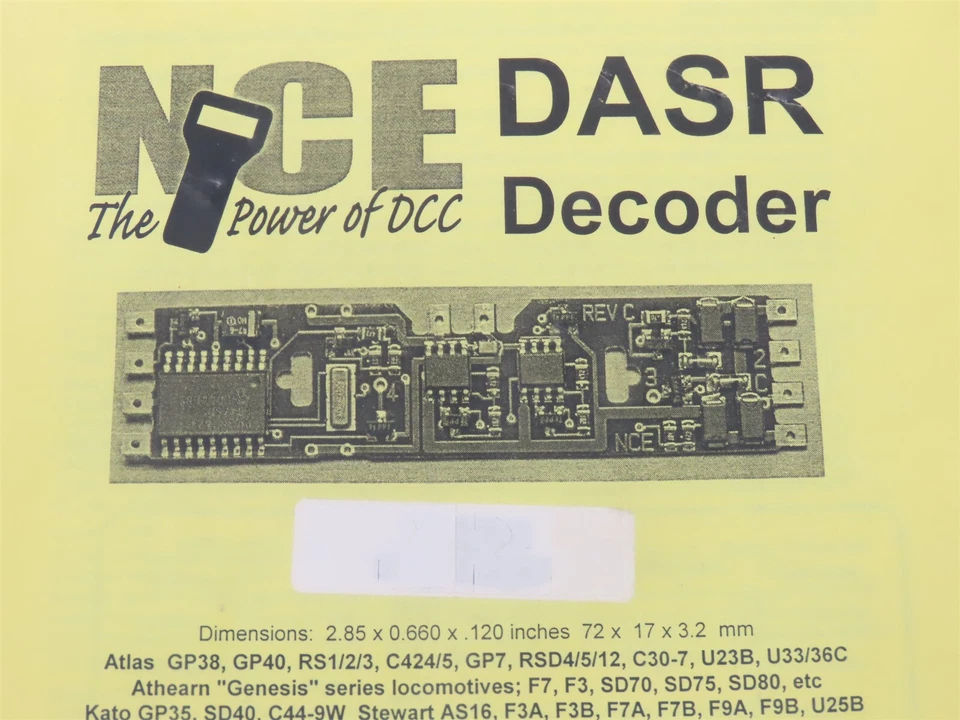 NCE DASR
The Power of DCC Decoder
REV C
2
3
C
4
NCE
Dimensions: 2.85 x 0.660 x .120 inches 72 x 17 x 3.2 mm
Atlas GP38, GP40, RS1/2/3, C424/5, GP7, RSD4/5/12, C30-7, U23B, U33/36C
Athearn "Genesis" series locomotives; F7, F3, SD70, SD75, SD80, etc
Kato GP35, SD40, C44-9W Stewart AS16, F3A, F3B, F7A, F7B, F9A, F9B, U25B